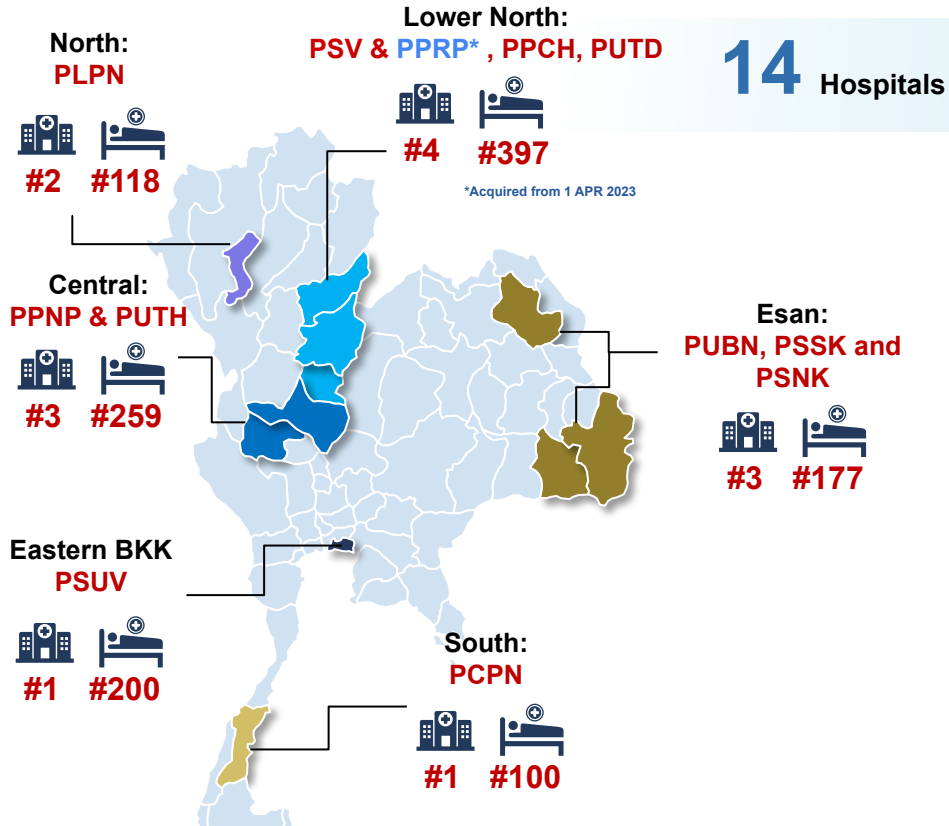 Lower North:
PSV & PPRP* , PPCH, PUTD
#4 #397
*Acquired from 1 APR 2023
14 Hospitals
North:
PLPN
#2 #118
Central:
PPNP & PUTH
#3 #259
Esan:
PUBN, PSSK and
PSNK
#3 #177
Eastern BKK
PSUV
#1 #200
South:
PCPN
#1 #100